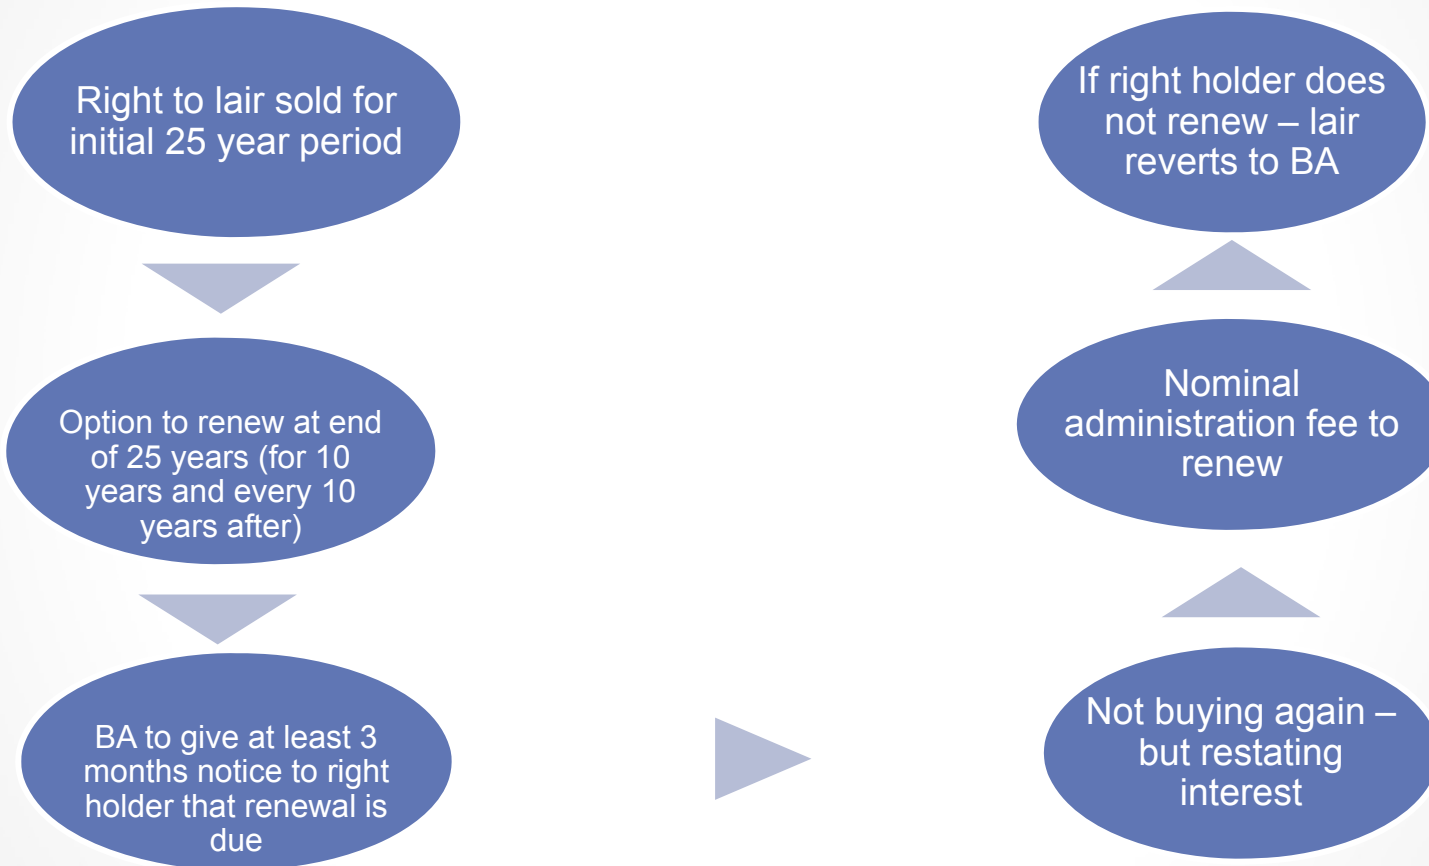 Right to lair sold for
initial 25 year period
Option to renew at end
of 25 years (for 10
years and every 10
years after)
BA to give at least 3
months notice to right
holder that renewal is
due
Not buying again –
but restating
interest
Nominal
administration fee to
renew
If right holder does
not renew – lair
reverts to BA